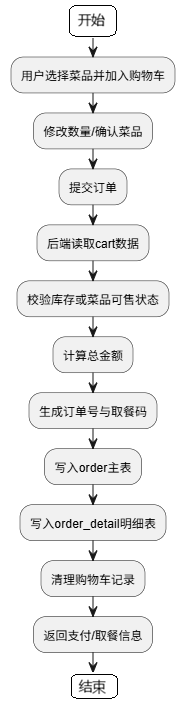 开始
用户选择菜品并加入购物车
修改数量/确认菜品
提交订单
后端读取cart数据
校验库存或菜品可售状态
计算总金额
生成订单号与取餐码
写入order主表
写入order_detail明细表
清理购物车记录
返回支付/取餐信息
结束